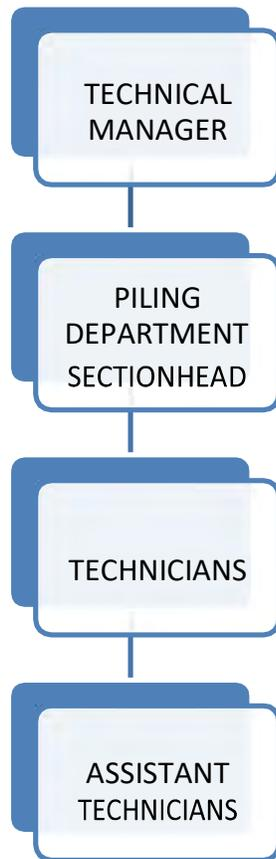 TECHNICAL
MANAGER
PILING
DEPARTMENT
SECTIONHEAD
TECHNICIANS
ASSISTANT
TECHNICIANS